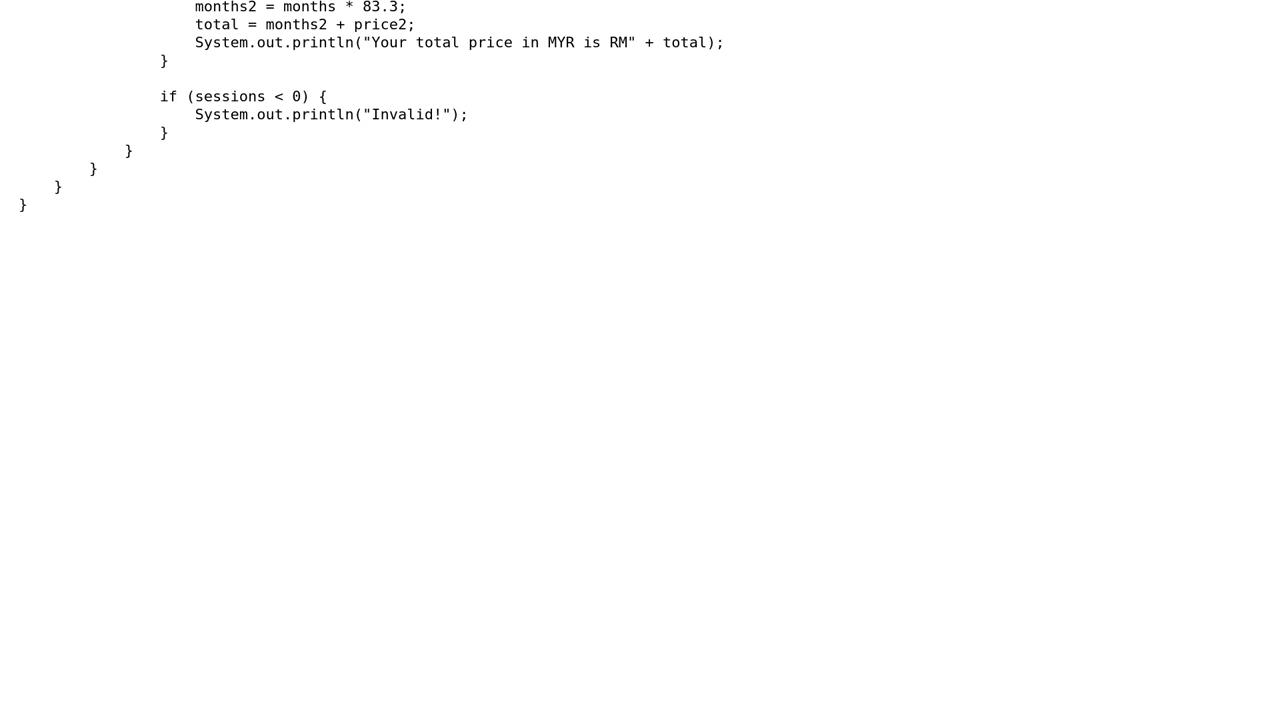 months2 = months * 83.3;
total = months2 + price2;
System.out.println("Your total price in MYR is RM" + total);
}
if (sessions < 0) {
System.out.println("Invalid!");
}
}
}
}
}